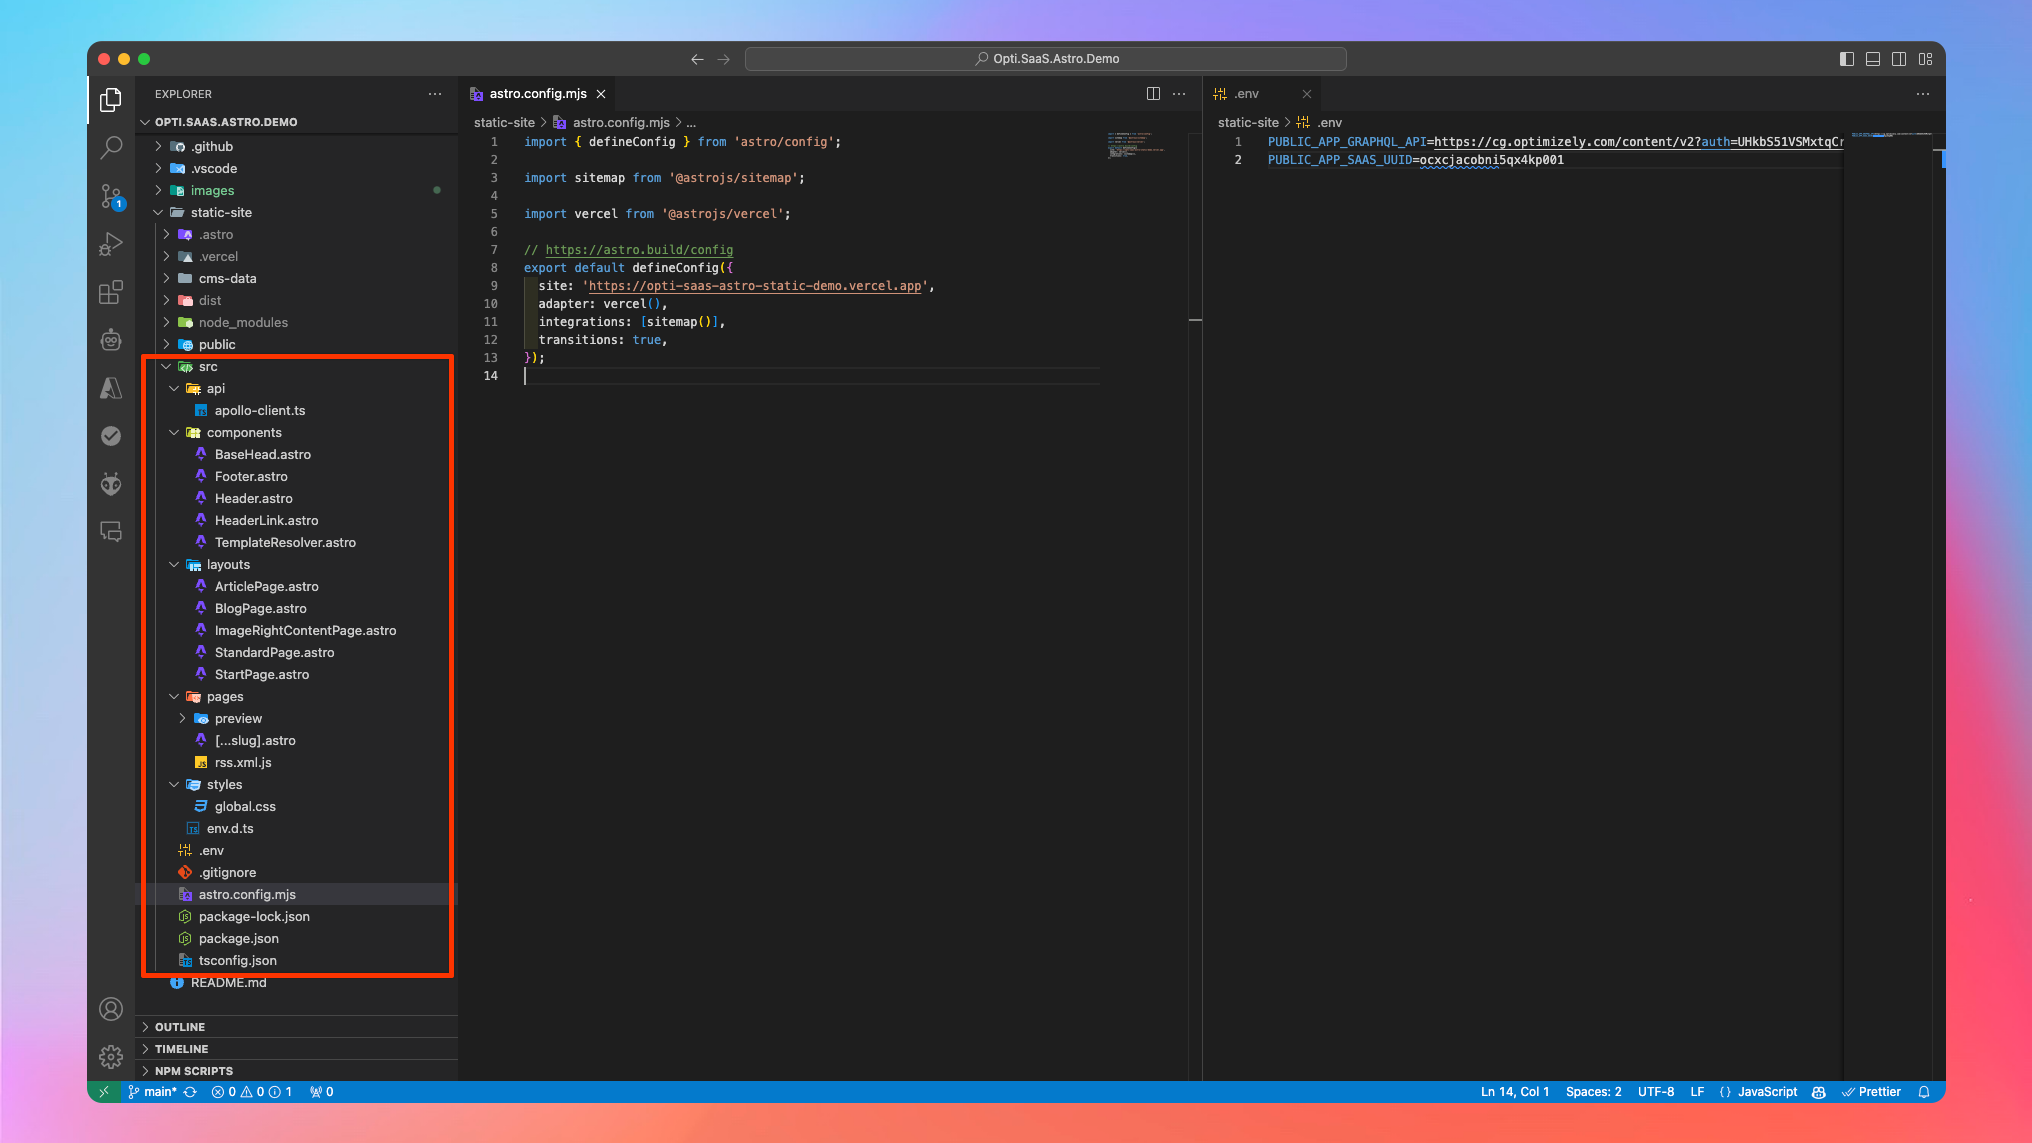 Opti.SaaS.Astro.Demo
EXPLORER
OPTI.SAAS.ASTRO.DEMO
.github
.vscode
images
static-site
.astro
.vercel
cms-data
dist
node_modules
public
src
api
apollo-client.ts
components
BaseHead.astro
Footer.astro
Header.astro
HeaderLink.astro
TemplateResolver.astro
layouts
ArticlePage.astro
BlogPage.astro
ImageRightContentPage.astro
StandardPage.astro
StartPage.astro
pages
preview
[...slug].astro
rss.xml.js
styles
global.css
env.d.ts
.env
.gitignore
astro.config.mjs
package-lock.json
package.json
tsconfig.json
README.md
OUTLINE
TIMELINE
NPM SCRIPTS
1
astro.config.mjs
static-site > astro.config.mjs > ...
1 import { defineConfig } from 'astro/config';
2
3 import sitemap from '@astrojs/sitemap';
4
5 import vercel from '@astrojs/vercel';
6
7 // https://astro.build/config
8 export default defineConfig({
9 site: 'https://opti-saas-astro-static-demo.vercel.app',
10 adapter: vercel(),
11 integrations: [sitemap()],
12 transitions: true,
13 });
14
.env
static-site > .env
1 PUBLIC_APP_GRAPHQL_API=https://cg.optimizely.com/content/v2?auth=UHkbS51VSMxtqCr
2 PUBLIC_APP_SAAS_UUID=ocxcjacobni5qx4kp001
main* 0 0 1 0
Ln 14, Col 1 Spaces: 2 UTF-8 LF {} JavaScript Prettier